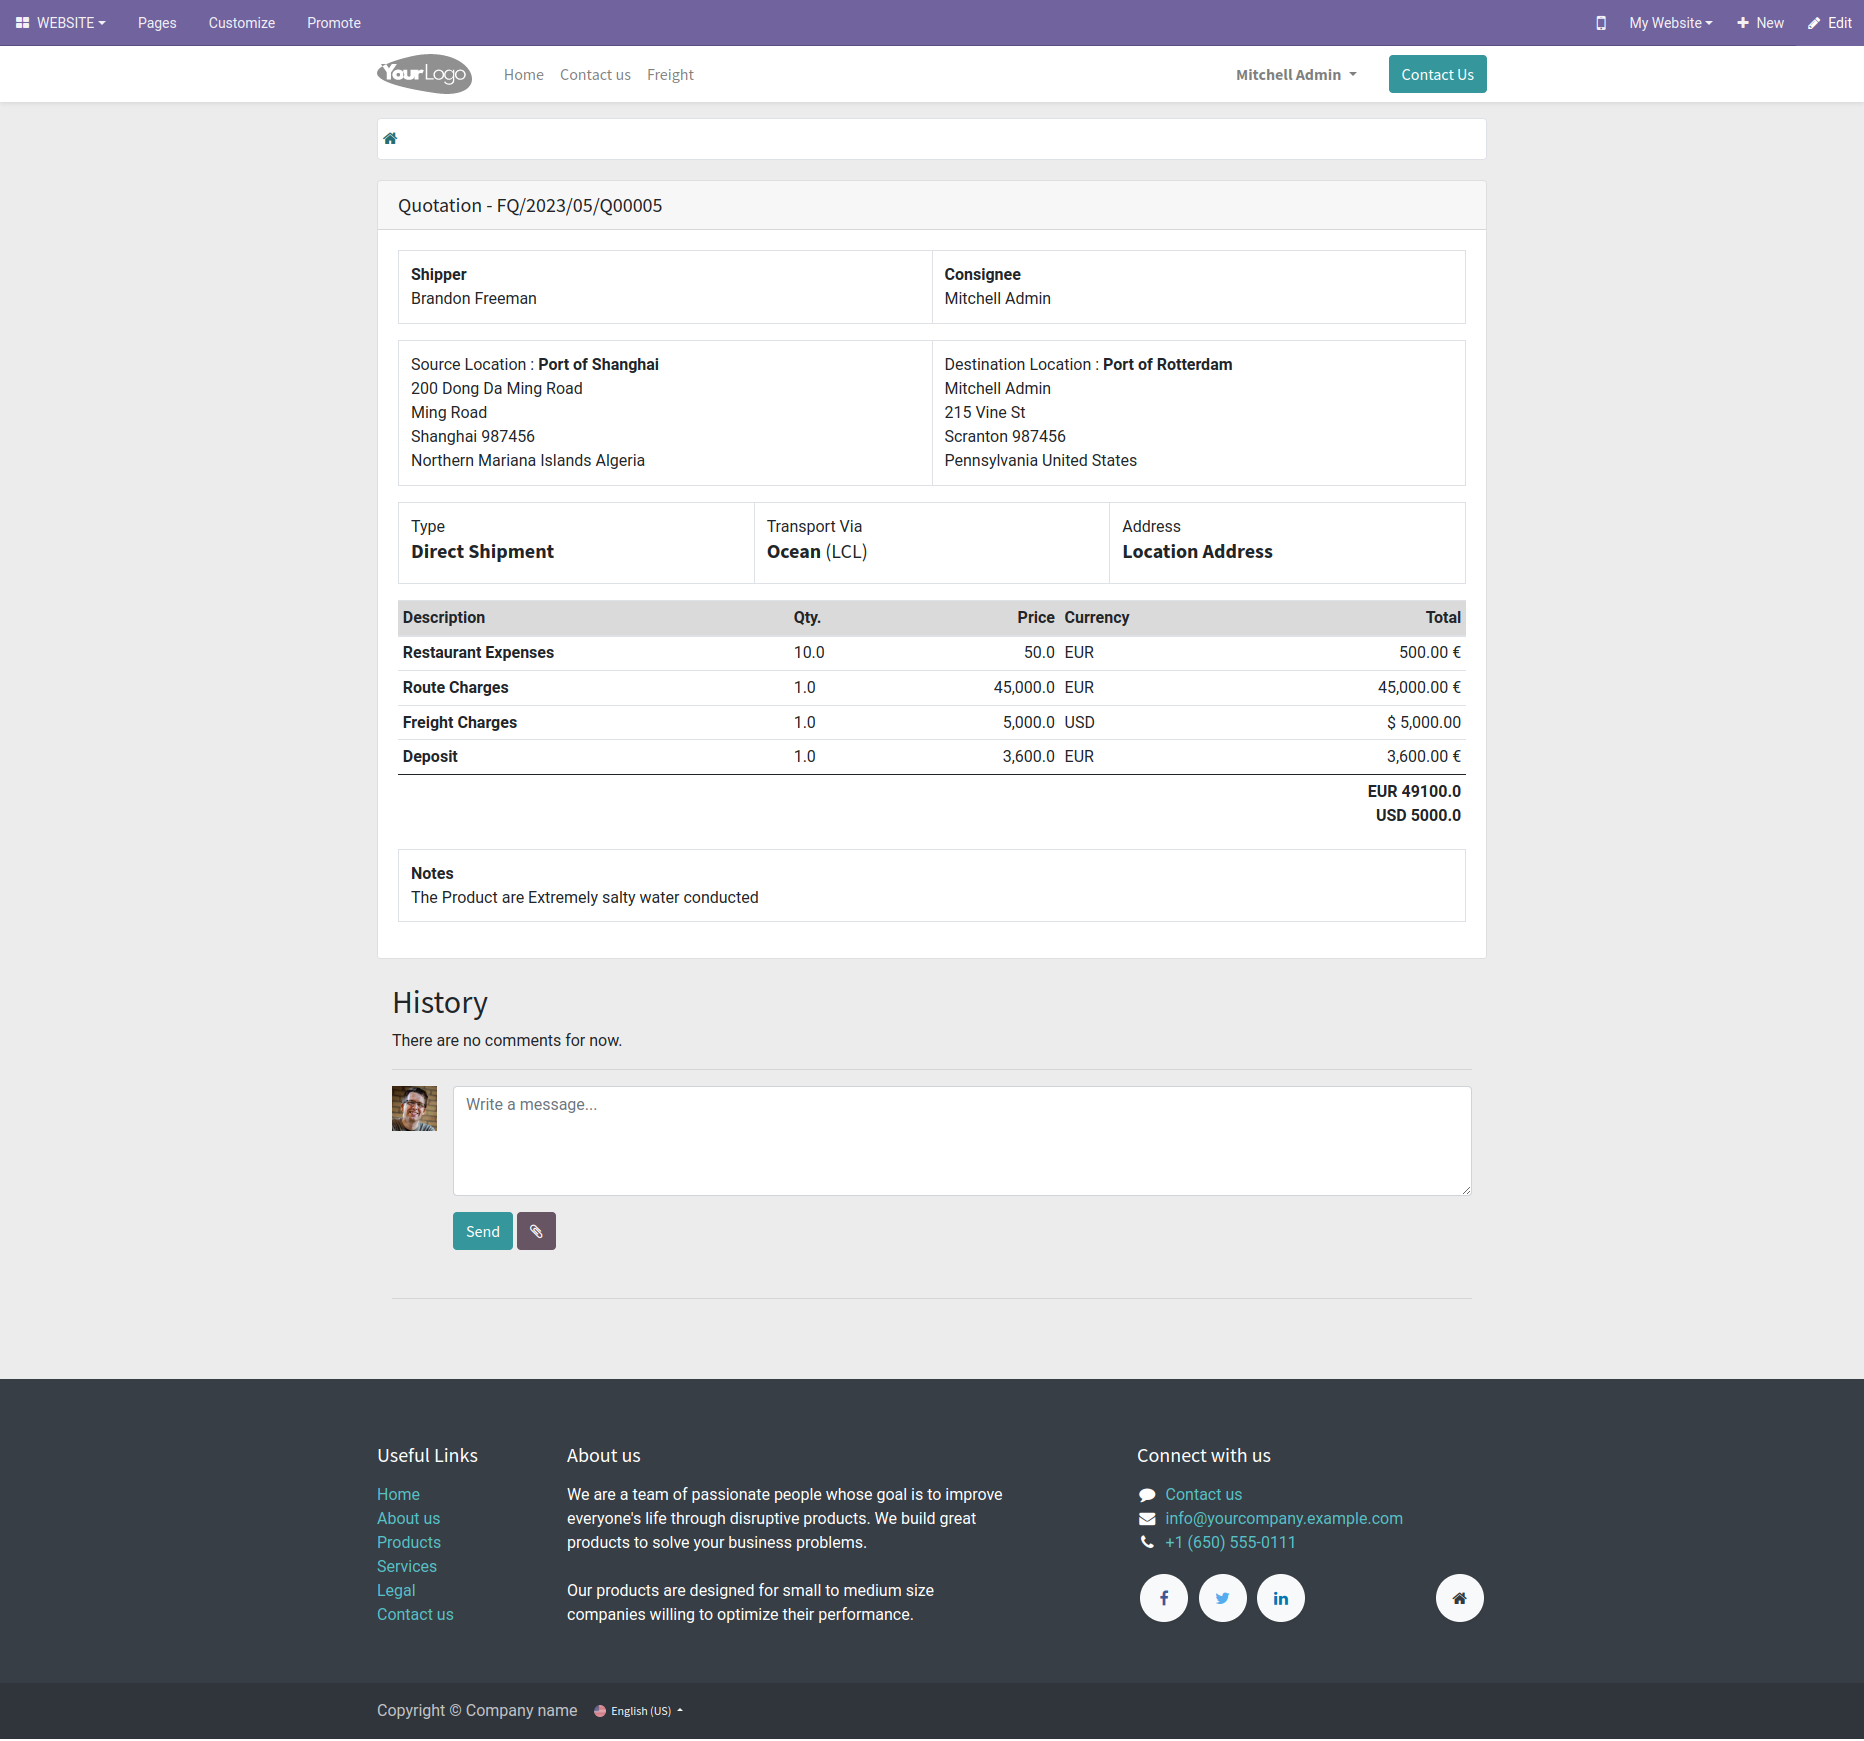 WEBSITE Pages Customize Promote My Website New Edit
YourLogo Home Contact us Freight Mitchell Admin Contact Us
Quotation - FQ/2023/05/Q00005
Shipper Consignee
Brandon Freeman Mitchell Admin
Source Location : Port of Shanghai Destination Location : Port of Rotterdam
200 Dong Da Ming Road Mitchell Admin
Ming Road 215 Vine St
Shanghai 987456 Scranton 987456
Northern Mariana Islands Algeria Pennsylvania United States
Type Transport Via Address
Direct Shipment Ocean (LCL) Location Address
Description Qty. Price Currency Total
Restaurant Expenses 10.0 50.0 EUR 500.00 €
Route Charges 1.0 45,000.0 EUR 45,000.00 €
Freight Charges 1.0 5,000.0 USD $ 5,000.00
Deposit 1.0 3,600.0 EUR 3,600.00 €
EUR 49100.0
USD 5000.0
Notes
The Product are Extremely salty water conducted
History
There are no comments for now.
Write a message...
Send
Useful Links
Home
About us
Products
Services
Legal
Contact us
About us
We are a team of passionate people whose goal is to improve
everyone's life through disruptive products. We build great
products to solve your business problems.
Our products are designed for small to medium size
companies willing to optimize their performance.
Connect with us
Contact us
info@yourcompany.example.com
+1 (650) 555-0111
f in
Copyright © Company name English (US)